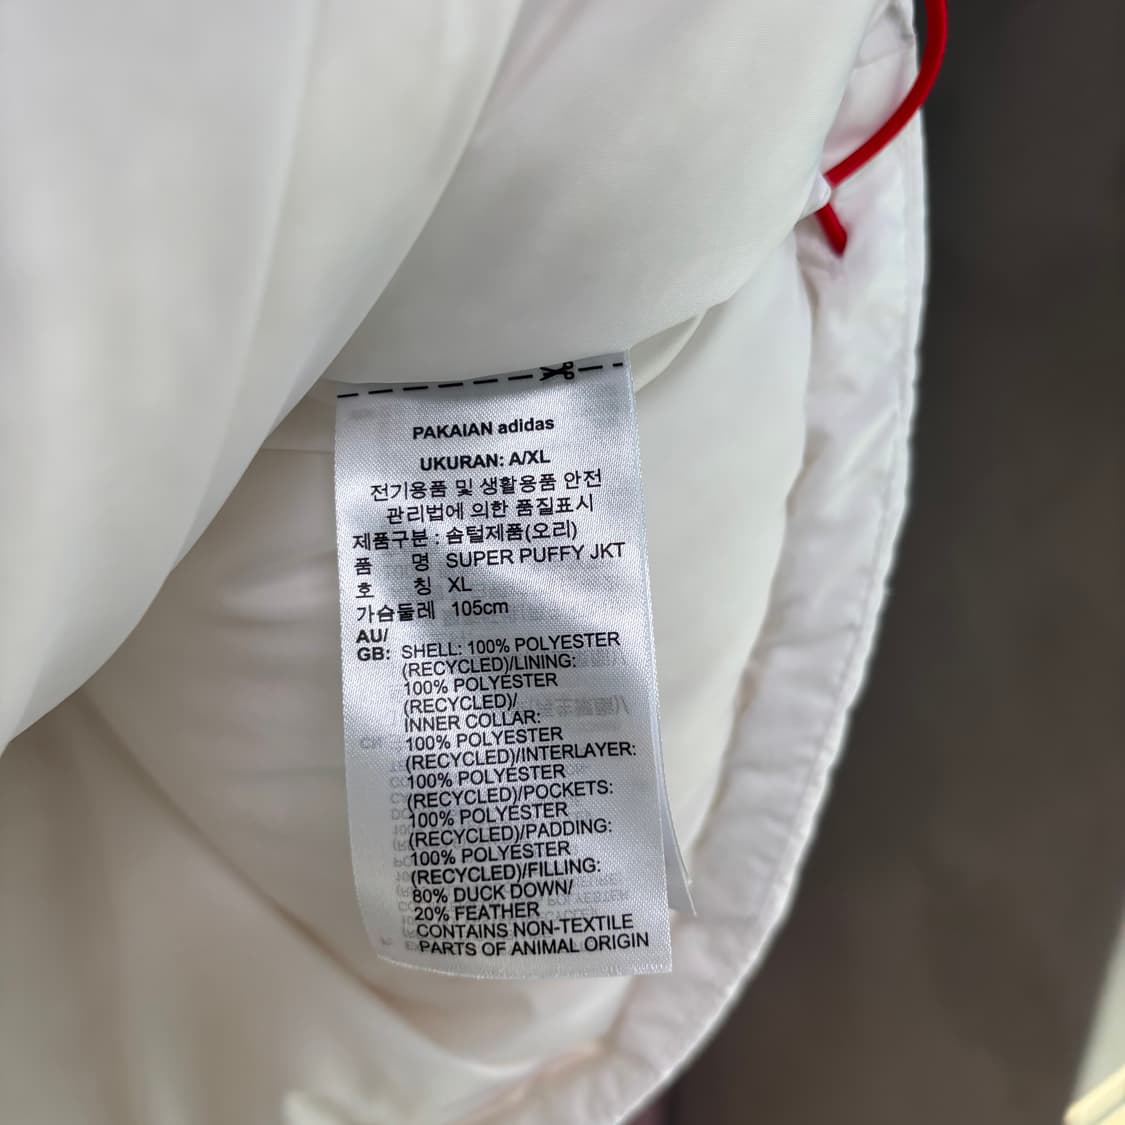 PAKAIAN adidas
UKURAN: A/XL
전기용품 및 생활용품 안전
관리법에 의한 품질표시
제품구분 : 솜털제품(오리)
품 명 SUPER PUFFY JKT
호 칭 XL
가슴둘레 105cm
AU/
GB: SHELL: 100% POLYESTER
(RECYCLED)/LINING:
100% POLYESTER
(RECYCLED)/
INNER COLLAR:
100% POLYESTER
(RECYCLED)/INTERLAYER:
100% POLYESTER
(RECYCLED)/POCKETS:
100% POLYESTER
(RECYCLED)/PADDING:
100% POLYESTER
(RECYCLED)/FILLING:
80% DUCK DOWN/
20% FEATHER
CONTAINS NON-TEXTILE
PARTS OF ANIMAL ORIGIN